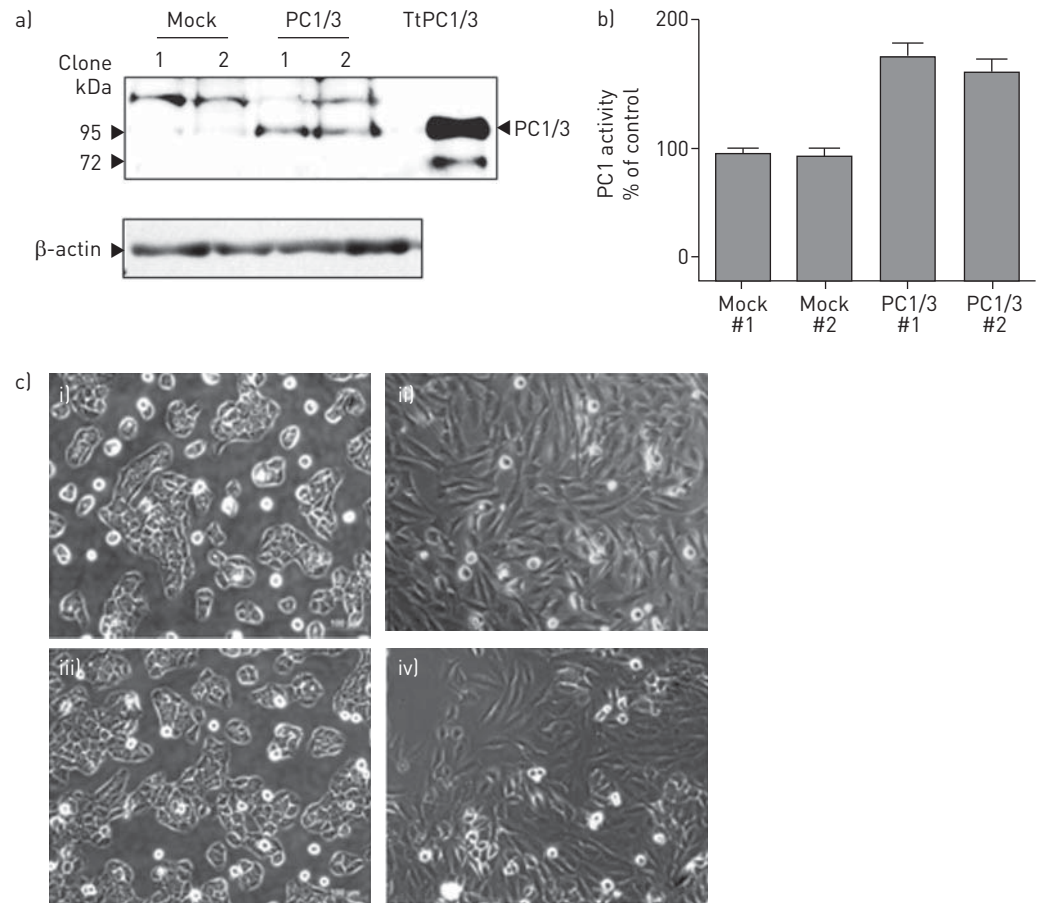 a)
Mock PC1/3 TtPC1/3
Clone 1 2 1 2
kDa
95
PC1/3
72
β-actin
b)
PC1 activity
% of control
200
100
0
Mock Mock PC1/3 PC1/3
#1 #2 #1 #2
c)
i)
ii)
iii)
iv)